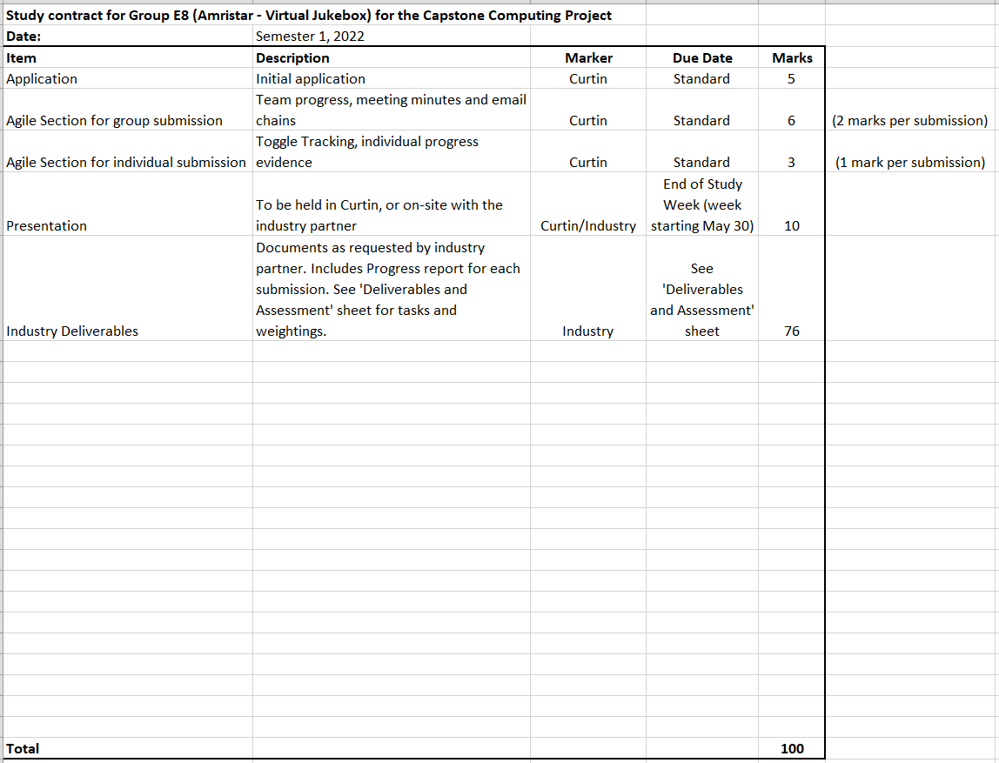 Study contract for Group E8 (Amristar - Virtual Jukebox) for the Capstone Computing Project
Date: Semester 1, 2022
Item Description Marker Due Date Marks
Application Initial application Curtin Standard 5
Team progress, meeting minutes and email
Agile Section for group submission chains Curtin Standard 6 (2 marks per submission)
Toggle Tracking, individual progress
Agile Section for individual submission evidence Curtin Standard 3 (1 mark per submission)
End of Study
To be held in Curtin, or on-site with the Week (week
Presentation industry partner Curtin/Industry starting May 30) 10
Documents as requested by industry
partner. Includes Progress report for each See
submission. See 'Deliverables and 'Deliverables
Assessment' sheet for tasks and and Assessment'
Industry Deliverables weightings. Industry sheet 76
Total 100